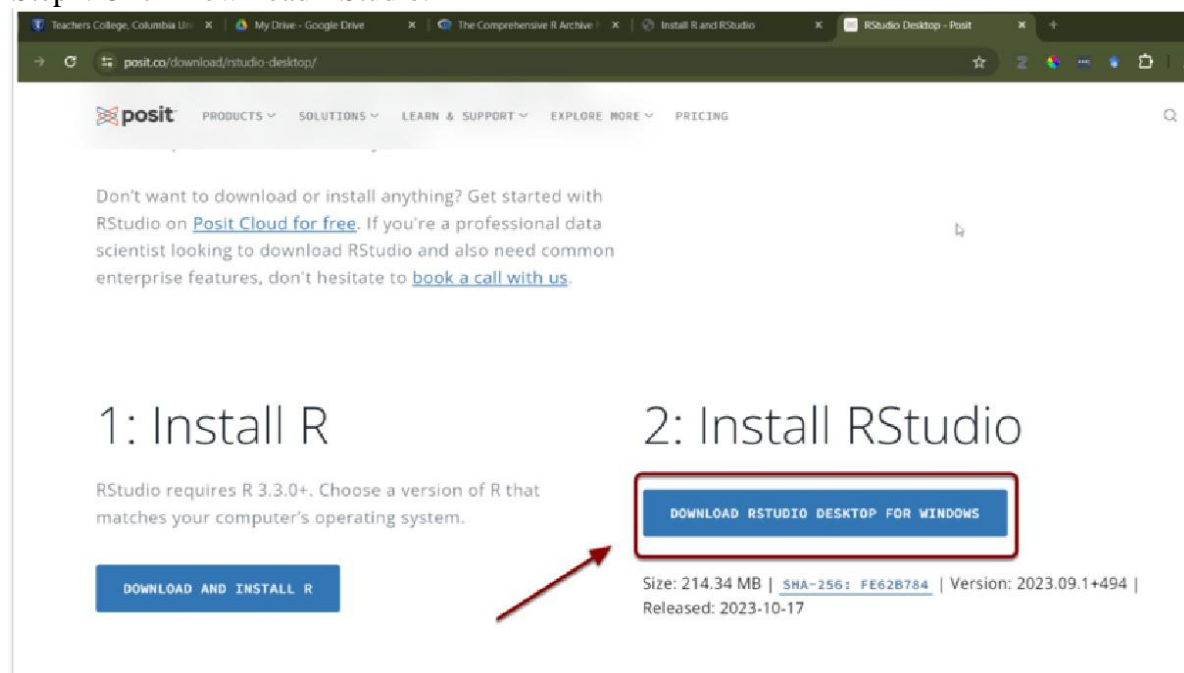 Teachers College, Columbia Uni
My Drive - Google Drive
The Comprehensive R Archive
Install R and RStudio
RStudio Desktop - Posit
posit.co/download/rstudio-desktop/
posit PRODUCTS SOLUTIONS LEARN & SUPPORT EXPLORE MORE PRICING
Don't want to download or install anything? Get started with
RStudio on Posit Cloud for free. If you're a professional data
scientist looking to download RStudio and also need common
enterprise features, don't hesitate to book a call with us.
1: Install R
RStudio requires R 3.3.0+. Choose a version of R that
matches your computer's operating system.
DOWNLOAD AND INSTALL R
2: Install RStudio
DOWNLOAD RSTUDIO DESKTOP FOR WINDOWS
Size: 214.34 MB | SHA-256: FE62B784 | Version: 2023.09.1+494 |
Released: 2023-10-17